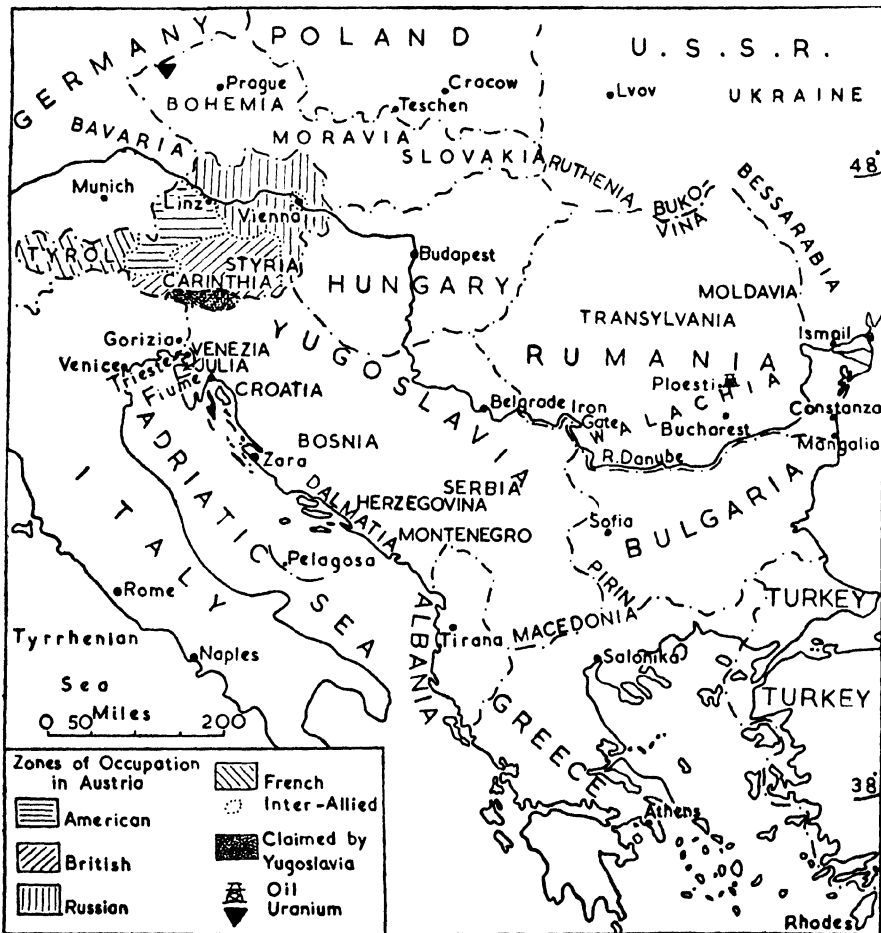 GERMANY
POLAND
U.S.S.R.
Prague
BOHEMIA
Cracow
Teschen
Lvov
UKRAINE
BAVARIA
MORAVIA
SLOVAKIA
RUTHENIA
48°
Munich
Linz
Vienna
BUKO-
VINA
BESSARABIA
TYROL
STYRIA
CARINTHIA
Budapest
HUNGARY
MOLDAVIA
TRANSYLVANIA
Gorizia
Venice
Trieste
VENEZIA
JULIA
Fiume
CROATIA
YUGOSLAVIA
RUMANIA
Ismail
Ploesti
WALACHIA
Belgrade
Iron
Gate
Bucharest
Constanza
Mangalia
R.Danube
BOSNIA
Zara
ADRIATIC SEA
ITALY
DALMATIA
HERZEGOVINA
SERBIA
MONTENEGRO
Sofia
BULGARIA
Pelagosa
PIRIN
Rome
ALBANIA
Tirana
MACEDONIA
TURKEY
Tyrrhenian
Sea
Naples
Salonika
TURKEY
Miles
0 50 200
GREECE
Athens
38°
Rhodes
Zones of Occupation
in Austria
American
British
Russian
French
Inter-Allied
Claimed by
Yugoslavia
Oil
Uranium